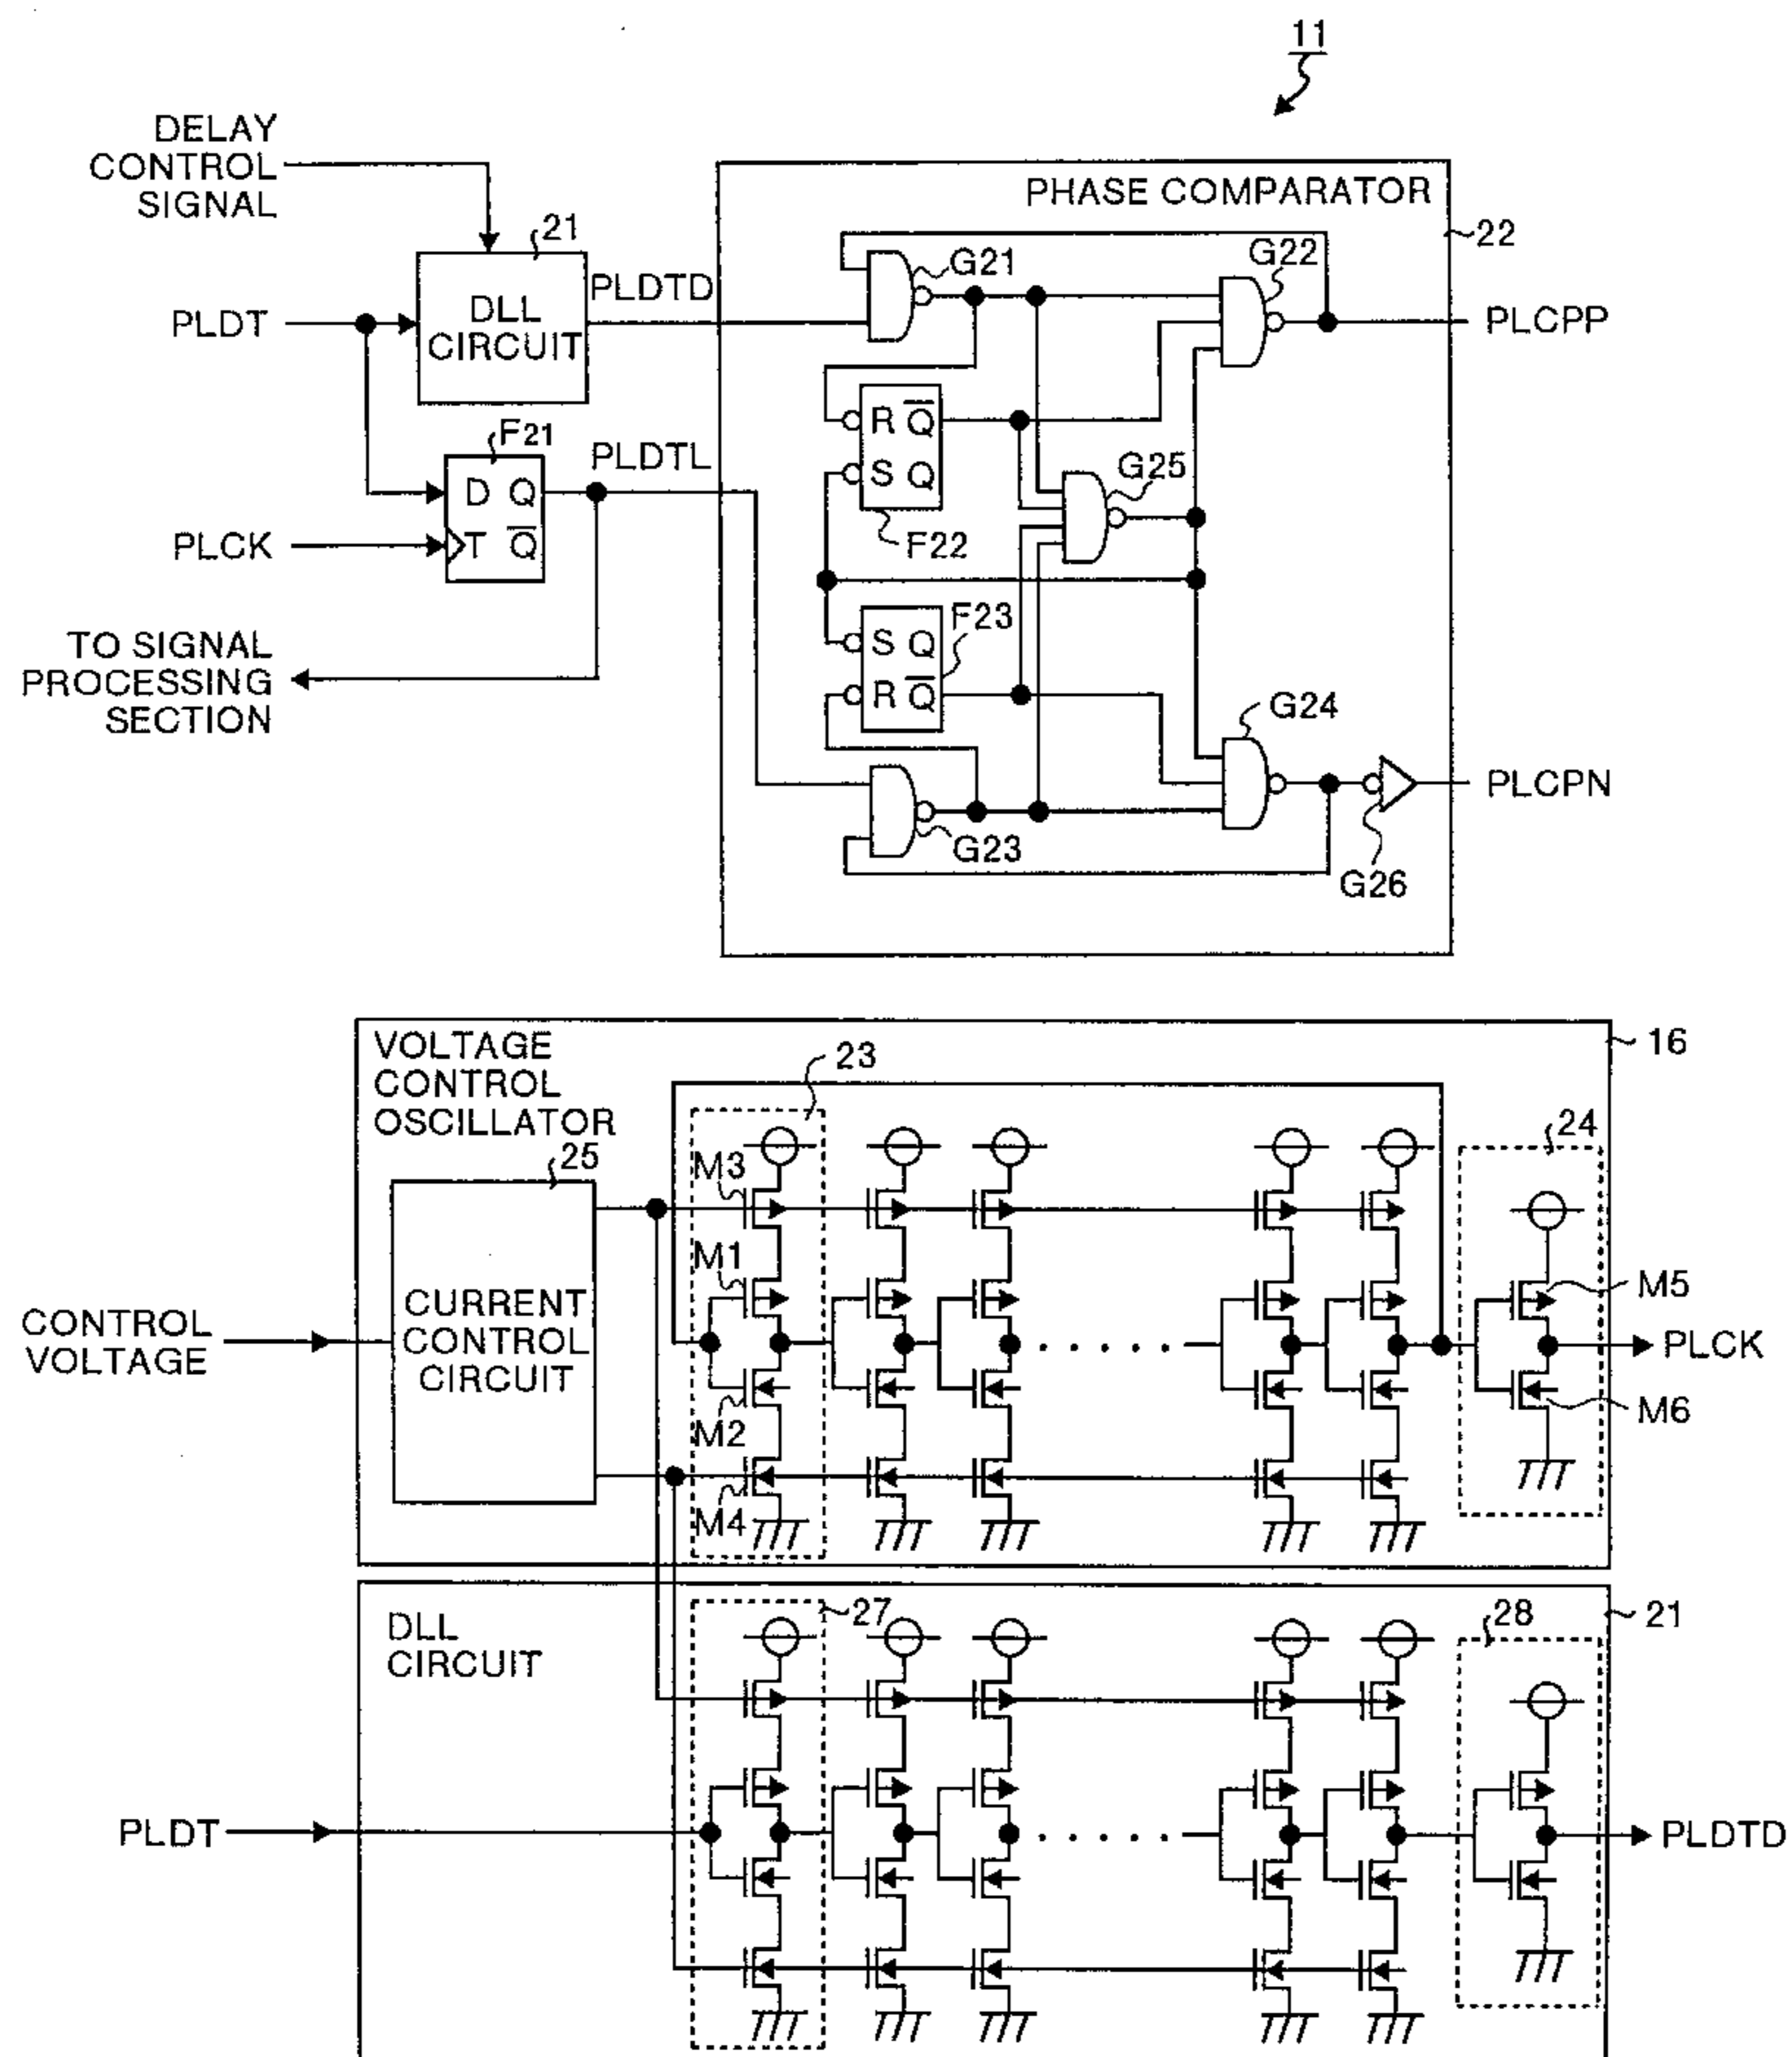 11
DELAY
CONTROL
SIGNAL
21
PHASE COMPARATOR
22
PLDT
DLL
CIRCUIT
PLDTD
G21
G22
PLCPP
F21
D Q
T Q
PLCK
PLDTL
R Q
S Q
F22
G25
TO SIGNAL
PROCESSING
SECTION
S Q
R Q
F23
G24
G23
PLCPN
G26
VOLTAGE
CONTROL
OSCILLATOR
16
23
24
25
CURRENT
CONTROL
CIRCUIT
CONTROL
VOLTAGE
M3
M1
M2
M4
M5
M6
PLCK
DLL
CIRCUIT
27
28
21
PLDT
PLDTD